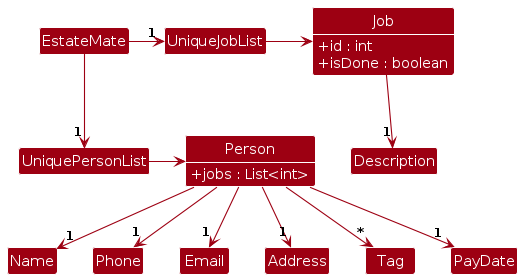 Job
EstateMate
1
UniqueJobList
+id : int
+isDone : boolean
1
1
UniquePersonList
Person
Description
+jobs : List<int>
1
1
1
1
*
1
Name
Phone
Email
Address
Tag
PayDate